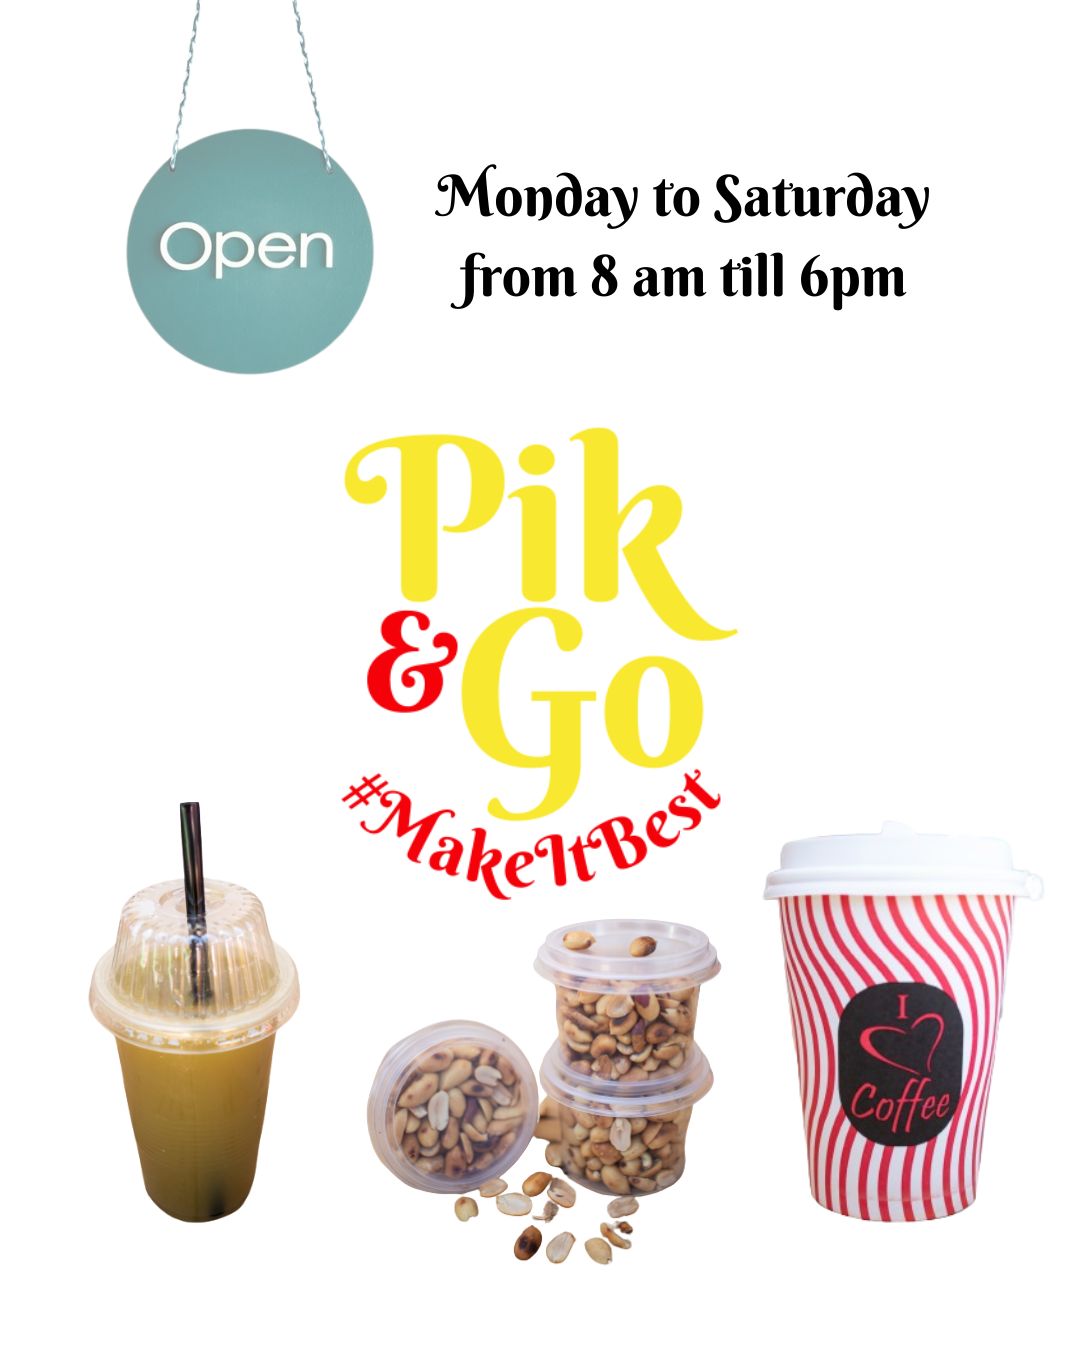 Open
Monday to Saturday
from 8 am till 6pm
Pik
&Go
#MakeItBest
I
Coffee